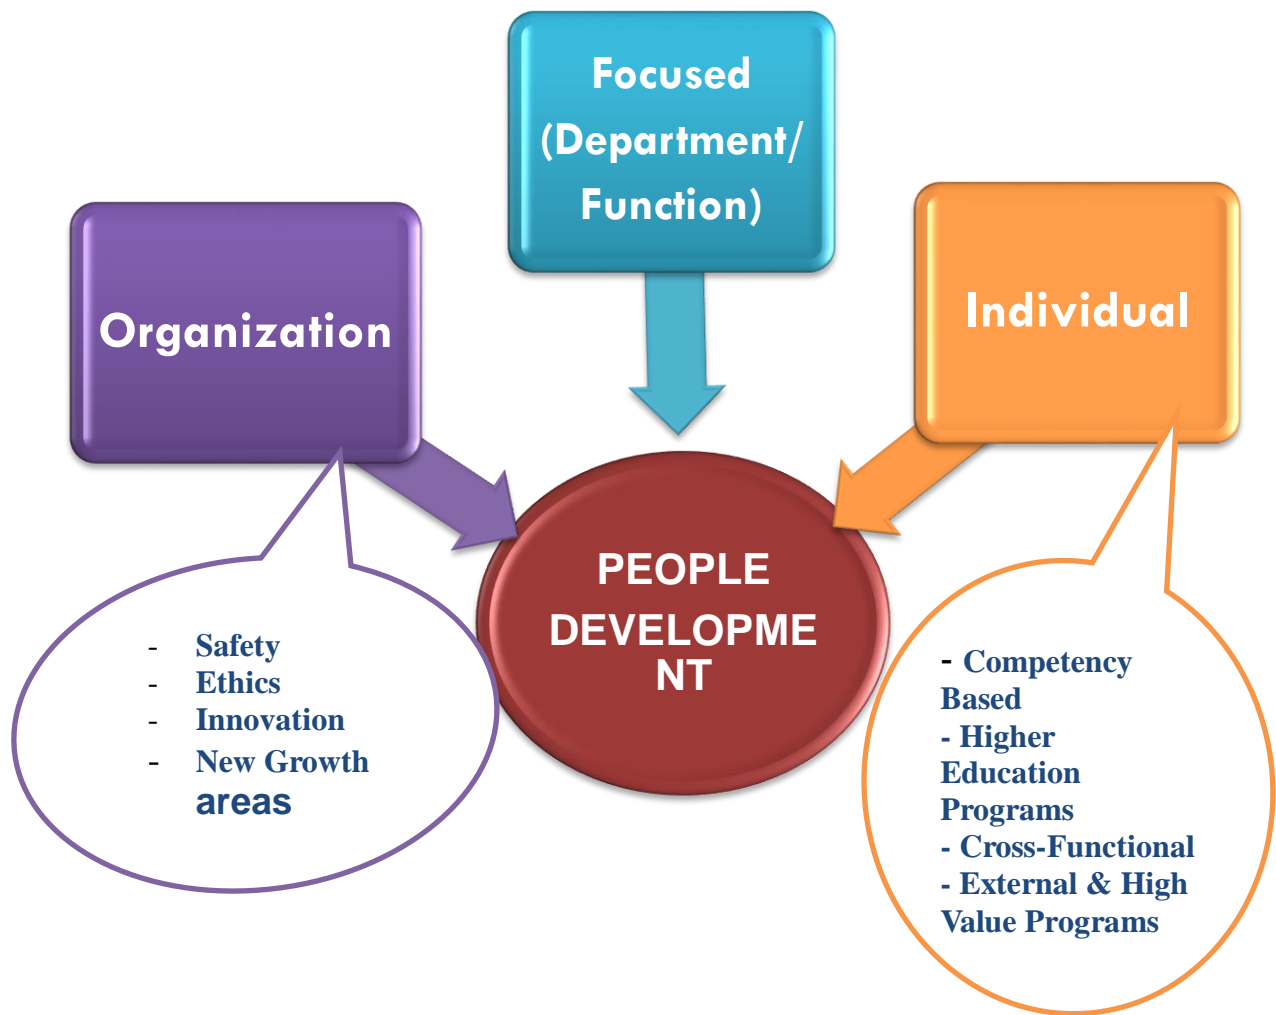 Focused
(Department/
Function)
Organization
Individual
PEOPLE
DEVELOPME
NT
- Safety
- Ethics
- Innovation
- New Growth
areas
- Competency
Based
- Higher
Education
Programs
- Cross-Functional
- External & High
Value Programs